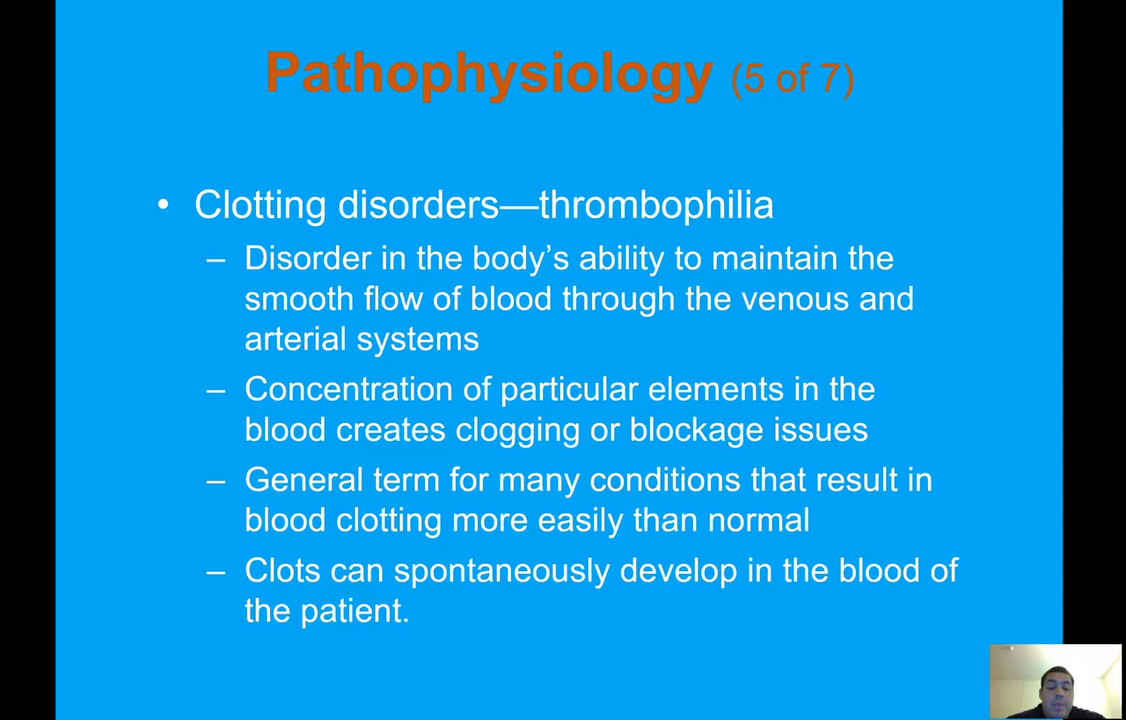 Pathophysiology (5 of 7)
• Clotting disorders—thrombophilia
– Disorder in the body’s ability to maintain the
smooth flow of blood through the venous and
arterial systems
– Concentration of particular elements in the
blood creates clogging or blockage issues
– General term for many conditions that result in
blood clotting more easily than normal
– Clots can spontaneously develop in the blood of
the patient.